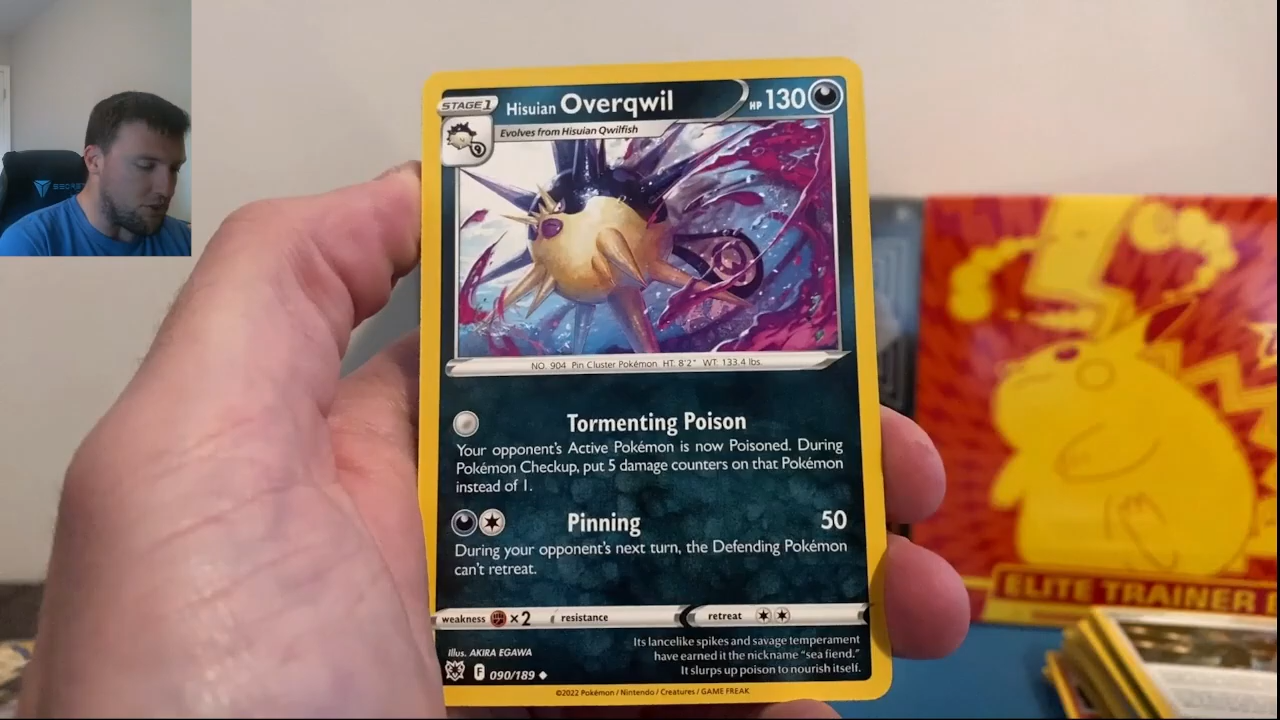 STAGE 1
Hisuian Overqwil
HP 130
Evolves from Hisuian Qwilfish
NO. 904 Pin Cluster Pokémon HT: 8'2" WT: 133.4 lbs.
Tormenting Poison
Your opponent's Active Pokémon is now Poisoned. During
Pokémon Checkup, put 5 damage counters on that Pokémon
instead of 1.
Pinning 50
During your opponent's next turn, the Defending Pokémon
can't retreat.
weakness ×2 resistance retreat
Its lancelike spikes and savage temperament
have earned it the nickname “sea fiend.”
It slurps up poison to nourish itself.
Illus. AKIRA EGAWA
F 090/189
©2022 Pokémon / Nintendo / Creatures / GAME FREAK
ELITE TRAINER